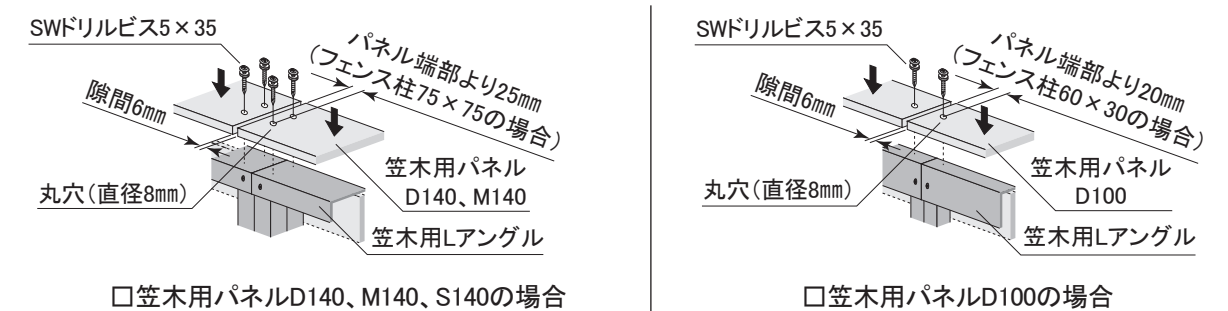 SWドリルビス5×35
パネル端部より25㎜
(フェンス柱75×75の場合)
隙間6㎜
丸穴(直径8㎜)
笠木用パネル
D140、M140
笠木用Lアングル
□笠木用パネルD140、M140、S140の場合
SWドリルビス5×35
パネル端部より20㎜
(フェンス柱60×30の場合)
隙間6㎜
丸穴(直径8㎜)
笠木用パネル
D100
笠木用Lアングル
□笠木用パネルD100の場合